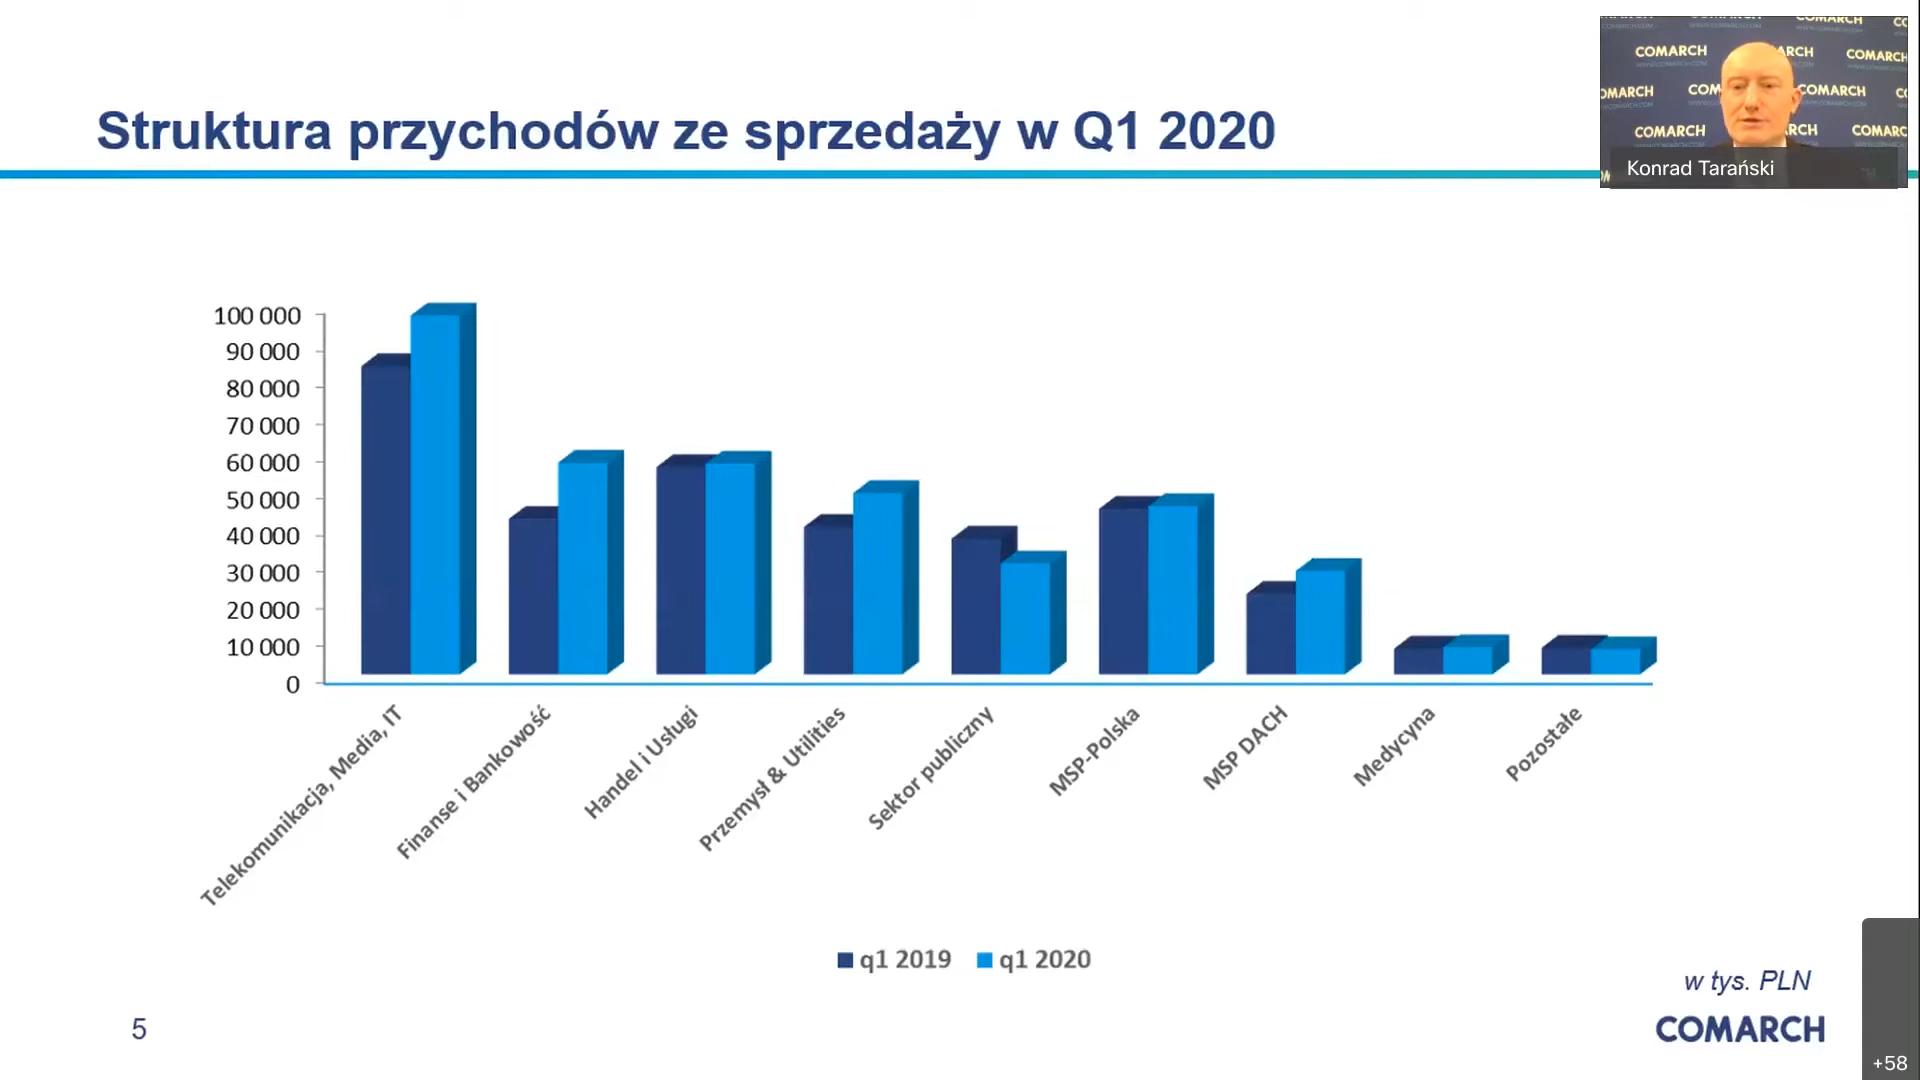 Struktura przychodów ze sprzedaży w Q1 2020
COMARCH
COMARCH
COMARCH
COMARCH
COMARCH
Konrad Tarański
100 000
90 000
80 000
70 000
60 000
50 000
40 000
30 000
20 000
10 000
0
Telekomunikacja, Media, IT
Finanse i Bankowość
Handel i Usługi
Przemysł & Utilities
Sektor publiczny
MSP-Polska
MSP DACH
Medycyna
Pozostałe
q1 2019
q1 2020
w tys. PLN
5
COMARCH
+58